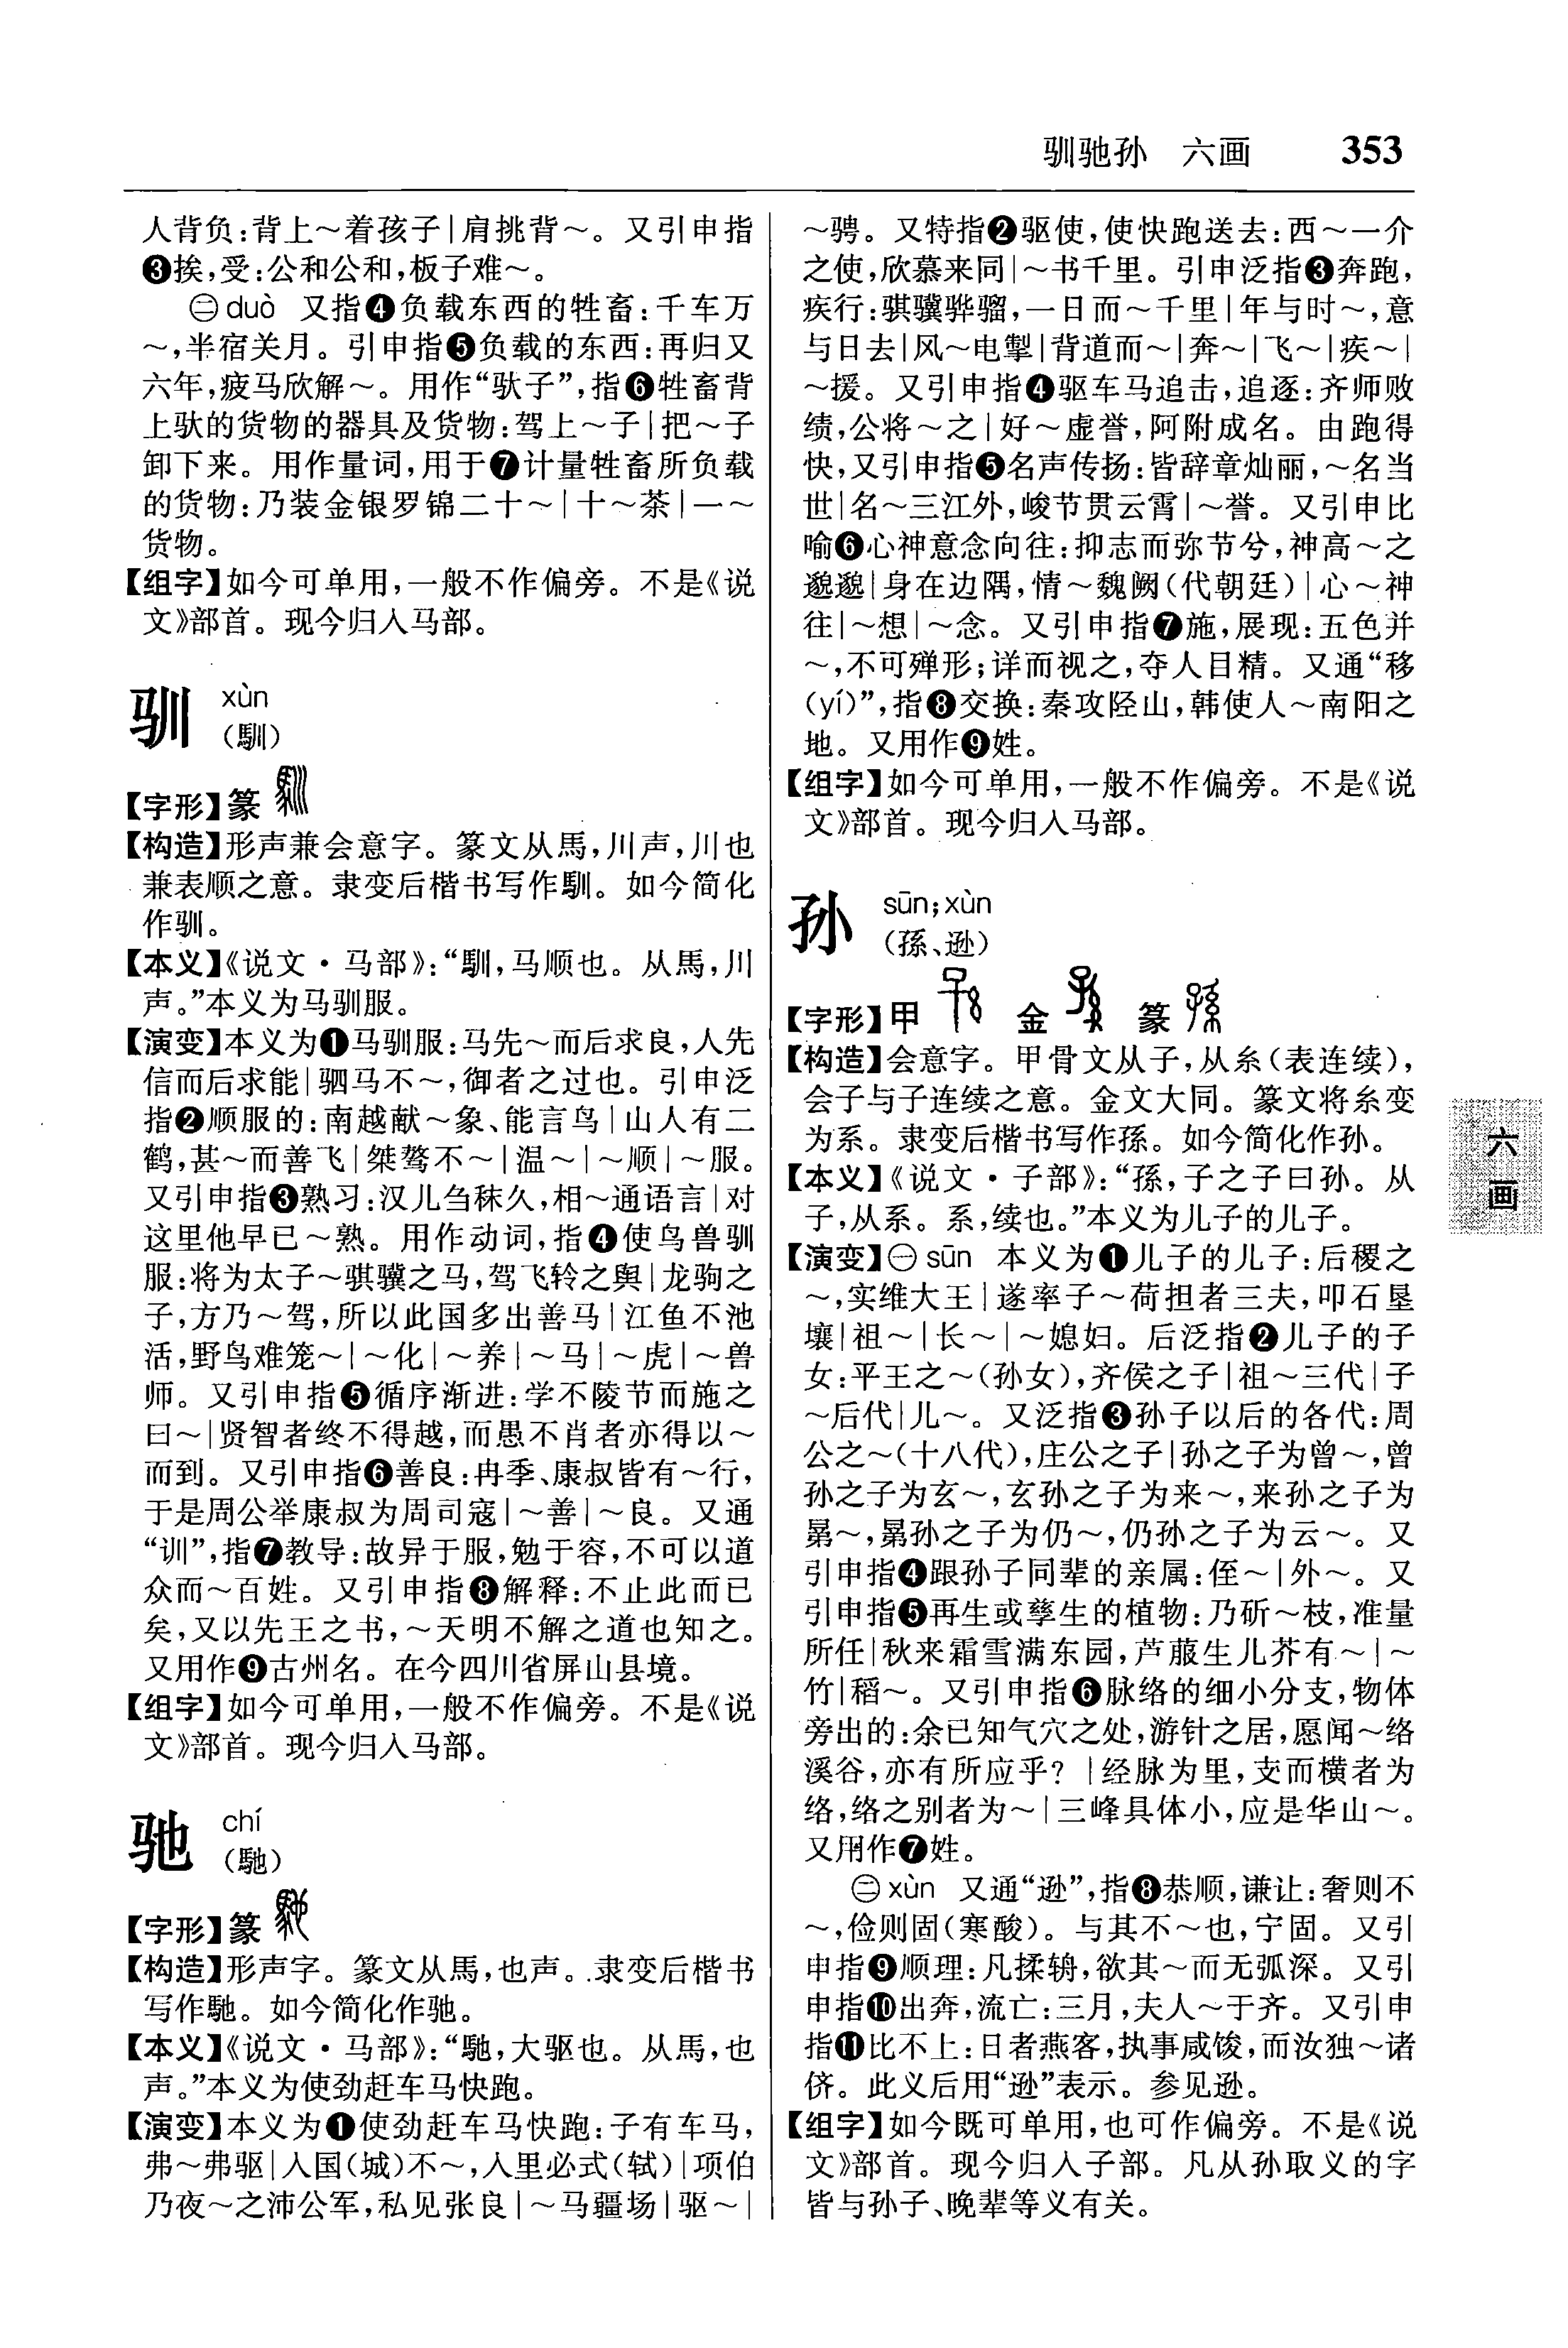 驯驰孙 六画 353
人背负:背上～着孩子|肩挑背～。又引申指
❸挨,受:公和公和,板子难～。
㊁duò 又指❹负载东西的牲畜:千车万
～,半宿关月。引申指❺负载的东西:再归又
六年,疲马欣解～。用作“驮子”,指❻牲畜背
上驮的货物的器具及货物:驾上～子|把～子
卸下来。用作量词,用于❼计量牲畜所负载
的货物:乃装金银罗锦二十～|十～茶|一～
货物。
【组字】如今可单用,一般不作偏旁。不是《说
文》部首。现今归入马部。
驯 xùn
(馴)
【字形】篆
【构造】形声兼会意字。篆文从馬,川声,川也
兼表顺之意。隶变后楷书写作馴。如今简化
作驯。
【本义】《说文·马部》:“馴,马顺也。从馬,川
声。”本义为马驯服。
【演变】本义为❶马驯服:马先～而后求良,人先
信而后求能|驷马不～,御者之过也。引申泛
指❷顺服的:南越献～象、能言鸟|山人有二
鹤,甚～而善飞|桀骜不～|温～|～顺|～服。
又引申指❸熟习:汉儿刍秣久,相～通语言|对
这里他早已～熟。用作动词,指❹使鸟兽驯
服:将为太子～骐骥之马,驾飞轸之舆|龙驹之
子,方乃～驾,所以此国多出善马|江鱼不池
活,野鸟难笼～|～化|～养|～马|～虎|～兽
师。又引申指❺循序渐进:学不陵节而施之
曰～|贤智者终不得越,而愚不肖者亦得以～
而到。又引申指❻善良:冉季、康叔皆有～行,
于是周公举康叔为周司寇|～善|～良。又通
“训”,指❼教导:故异于服,勉于容,不可以道
众而～百姓。又引申指❽解释:不止此而已
矣,又以先王之书,～天明不解之道也知之。
又用作❾古州名。在今四川省屏山县境。
【组字】如今可单用,一般不作偏旁。不是《说
文》部首。现今归入马部。
驰 chí
(馳)
【字形】篆
【构造】形声字。篆文从馬,也声。隶变后楷书
写作馳。如今简化作驰。
【本义】《说文·马部》:“馳,大驱也。从馬,也
声。”本义为使劲赶车马快跑。
【演变】本义为❶使劲赶车马快跑:子有车马,
弗～弗驱|入国(城)不～,入里必式(轼)|项伯
乃夜～之沛公军,私见张良|～马疆场|驱～|
～骋。又特指❷驱使,使快跑送去:西～一介
之使,欣慕来同|～书千里。引申泛指❸奔跑,
疾行:骐骥骅骝,一日而～千里|年与时～,意
与日去|风～电掣|背道而～|奔～|飞～|疾～|
～援。又引申指❹驱车马追击,追逐:齐师败
绩,公将～之|好～虚誉,阿附成名。由跑得
快,又引申指❺名声传扬:皆辞章灿丽,～名当
世|名～三江外,峻节贯云霄|～誉。又引申比
喻❻心神意念向往:抑志而弥节兮,神高～之
邈邈|身在边隅,情～魏阙(代朝廷)|心～神
往|～想|～念。又引申指❼施,展现:五色并
～,不可殚形;详而视之,夺人目精。又通“移
(yí)”,指❽交换:秦攻陉山,韩使人～南阳之
地。又用作❾姓。
【组字】如今可单用,一般不作偏旁。不是《说
文》部首。现今归入马部。
孙 sūn;xùn
(孫、逊)
【字形】甲 金 篆
【构造】会意字。甲骨文从子,从糸(表连续),
会子与子连续之意。金文大同。篆文将糸变
为系。隶变后楷书写作孫。如今简化作孙。
【本义】《说文·子部》:“孫,子之子曰孙。从
子,从系。系,续也。”本义为儿子的儿子。
【演变】㊀sūn 本义为❶儿子的儿子:后稷之
～,实维大王|遂率子～荷担者三夫,叩石垦
壤|祖～|长～|～媳妇。后泛指❷儿子的子
女:平王之～(孙女),齐侯之子|祖～三代|子
～后代|儿～。又泛指❸孙子以后的各代:周
公之～(十八代),庄公之子|孙之子为曾～,曾
孙之子为玄～,玄孙之子为来～,来孙之子为
晜～,晜孙之子为仍～,仍孙之子为云～。又
引申指❹跟孙子同辈的亲属:侄～|外～。又
引申指❺再生或孳生的植物:乃斫～枝,准量
所任|秋来霜雪满东园,芦菔生儿芥有～|～
竹|稻～。又引申指❻脉络的细小分支,物体
旁出的:余已知气穴之处,游针之居,愿闻～络
溪谷,亦有所应乎?|经脉为里,支而横者为
络,络之别者为～|三峰具体小,应是华山～。
又用作❼姓。
㊁xùn 又通“逊”,指❽恭顺,谦让:奢则不
～,俭则固(寒酸)。与其不～也,宁固。又引
申指❾顺理:凡揉辀,欲其～而无弧深。又引
申指❿出奔,流亡:三月,夫人～于齐。又引申
指⓫比不上:日者燕客,执事咸馂,而汝独～诸
侪。此义后用“逊”表示。参见逊。
【组字】如今既可单用,也可作偏旁。不是《说
文》部首。现今归入子部。凡从孙取义的字
皆与孙子、晚辈等义有关。
六
画